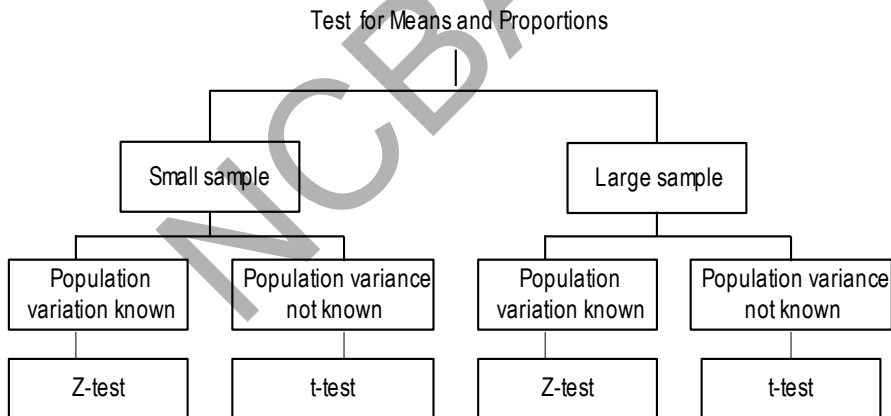 Test for Means and Proportions
Small sample
Large sample
Population
variation known
Population variance
not known
Population
variation known
Population variance
not known
Z-test
t-test
Z-test
t-test